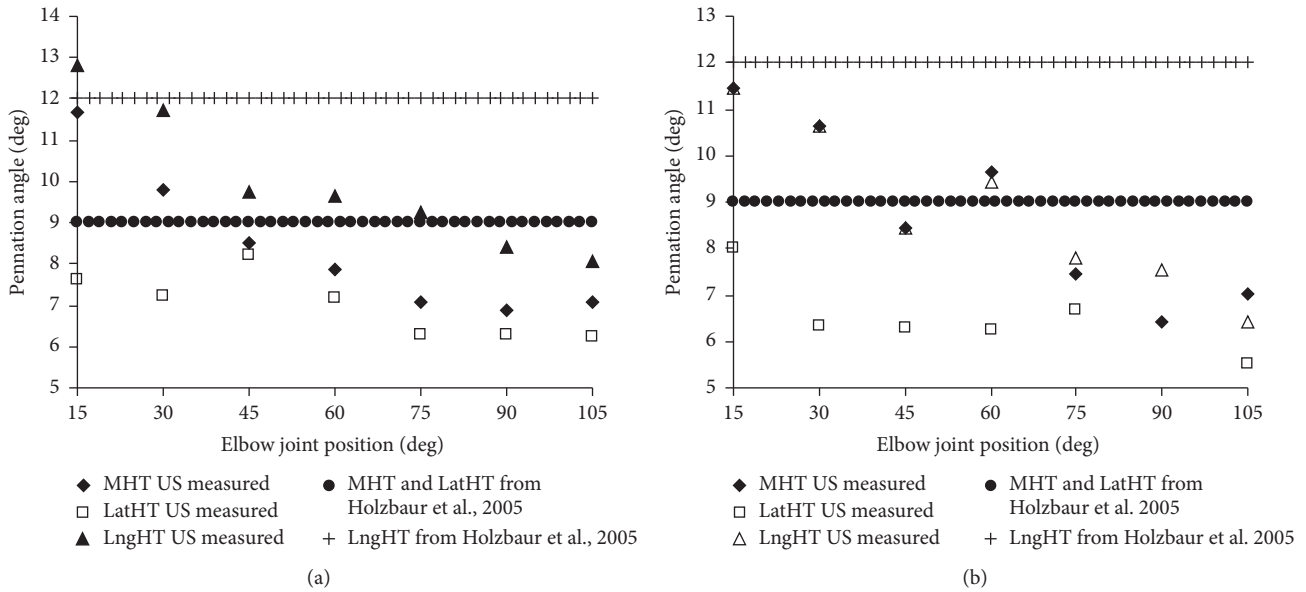 14
13
12
11
10
9
8
7
6
5
Pennation angle (deg)
15 30 45 60 75 90 105
Elbow joint position (deg)
MHT US measured
LatHT US measured
LngHT US measured
MHT and LatHT from
Holzbaur et al., 2005
LngHT from Holzbaur et al., 2005
(a)
13
12
11
10
9
8
7
6
5
Pennation angle (deg)
15 30 45 60 75 90 105
Elbow joint position (deg)
MHT US measured
LatHT US measured
LngHT US measured
MHT and LatHT from
Holzbaur et al. 2005
LngHT from Holzbaur et al. 2005
(b)